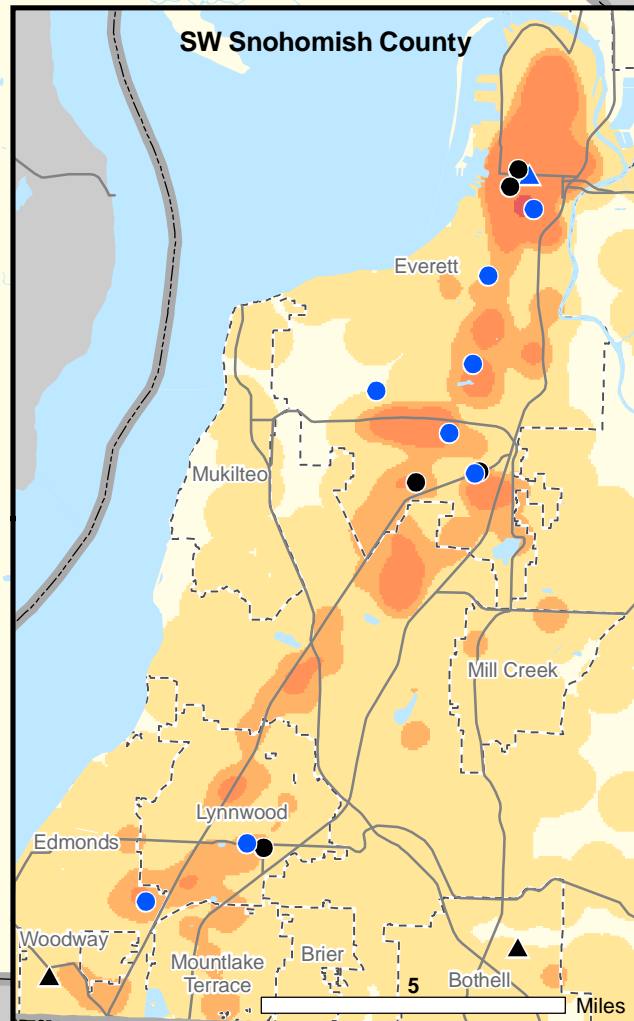 SW Snohomish County
Everett
Mukilteo
Mill Creek
Lynnwood
Edmonds
Woodway
Mountlake
Terrace
Brier
Bothell
5
Miles